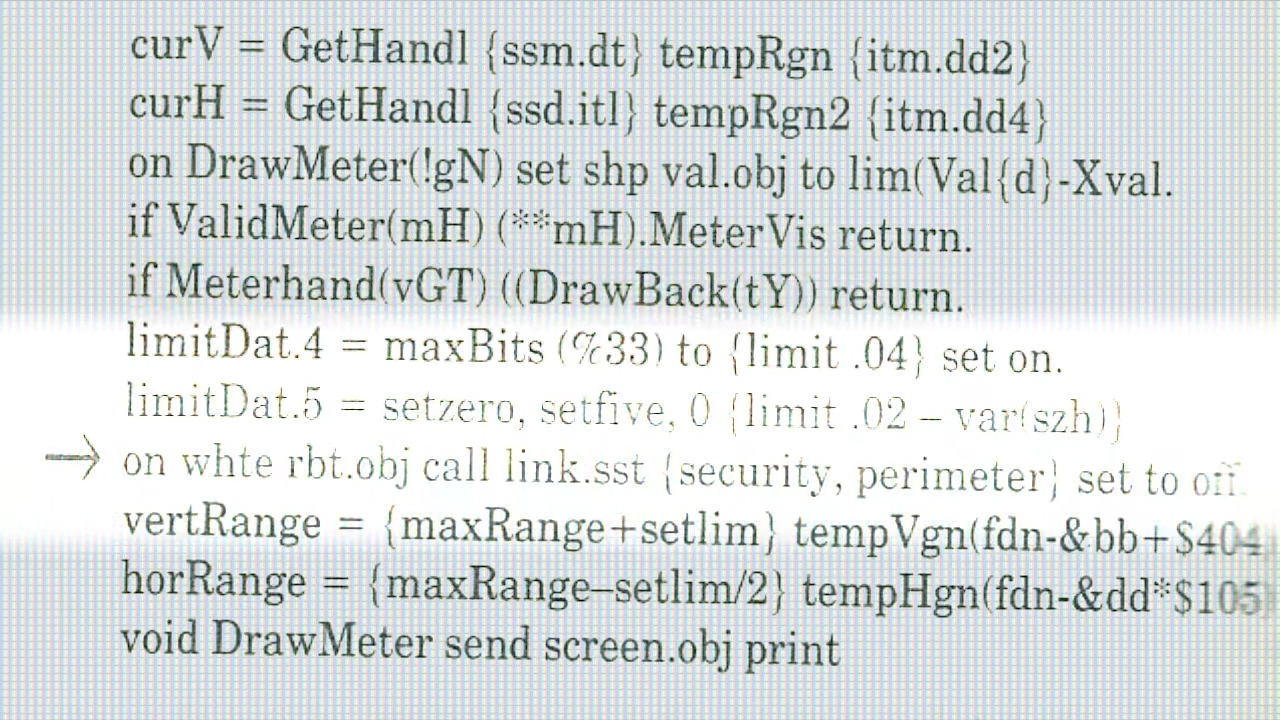 curV = GetHandl {ssm.dt} tempRgn {itm.dd2}
curH = GetHandl {ssd.itl} tempRgn2 {itm.dd4}
on DrawMeter(!gN) set shp val.obj to lim(Val{d}-Xval.
if ValidMeter(mH) (**mH).MeterVis return.
if Meterhand(vGT) ((DrawBack(tY)) return.
limitDat.4 = maxBits (%33) to {limit .04} set on.
limitDat.5 = setzero, setfive, 0 {limit .02 – var(szh)}
→ on whte rbt.obj call link.sst {security, perimeter} set to off.
vertRange = {maxRange+setlim} tempVgn(fdn-&bb+$404)
horRange = {maxRange–setlim/2} tempHgn(fdn-&dd*$105)
void DrawMeter send screen.obj print